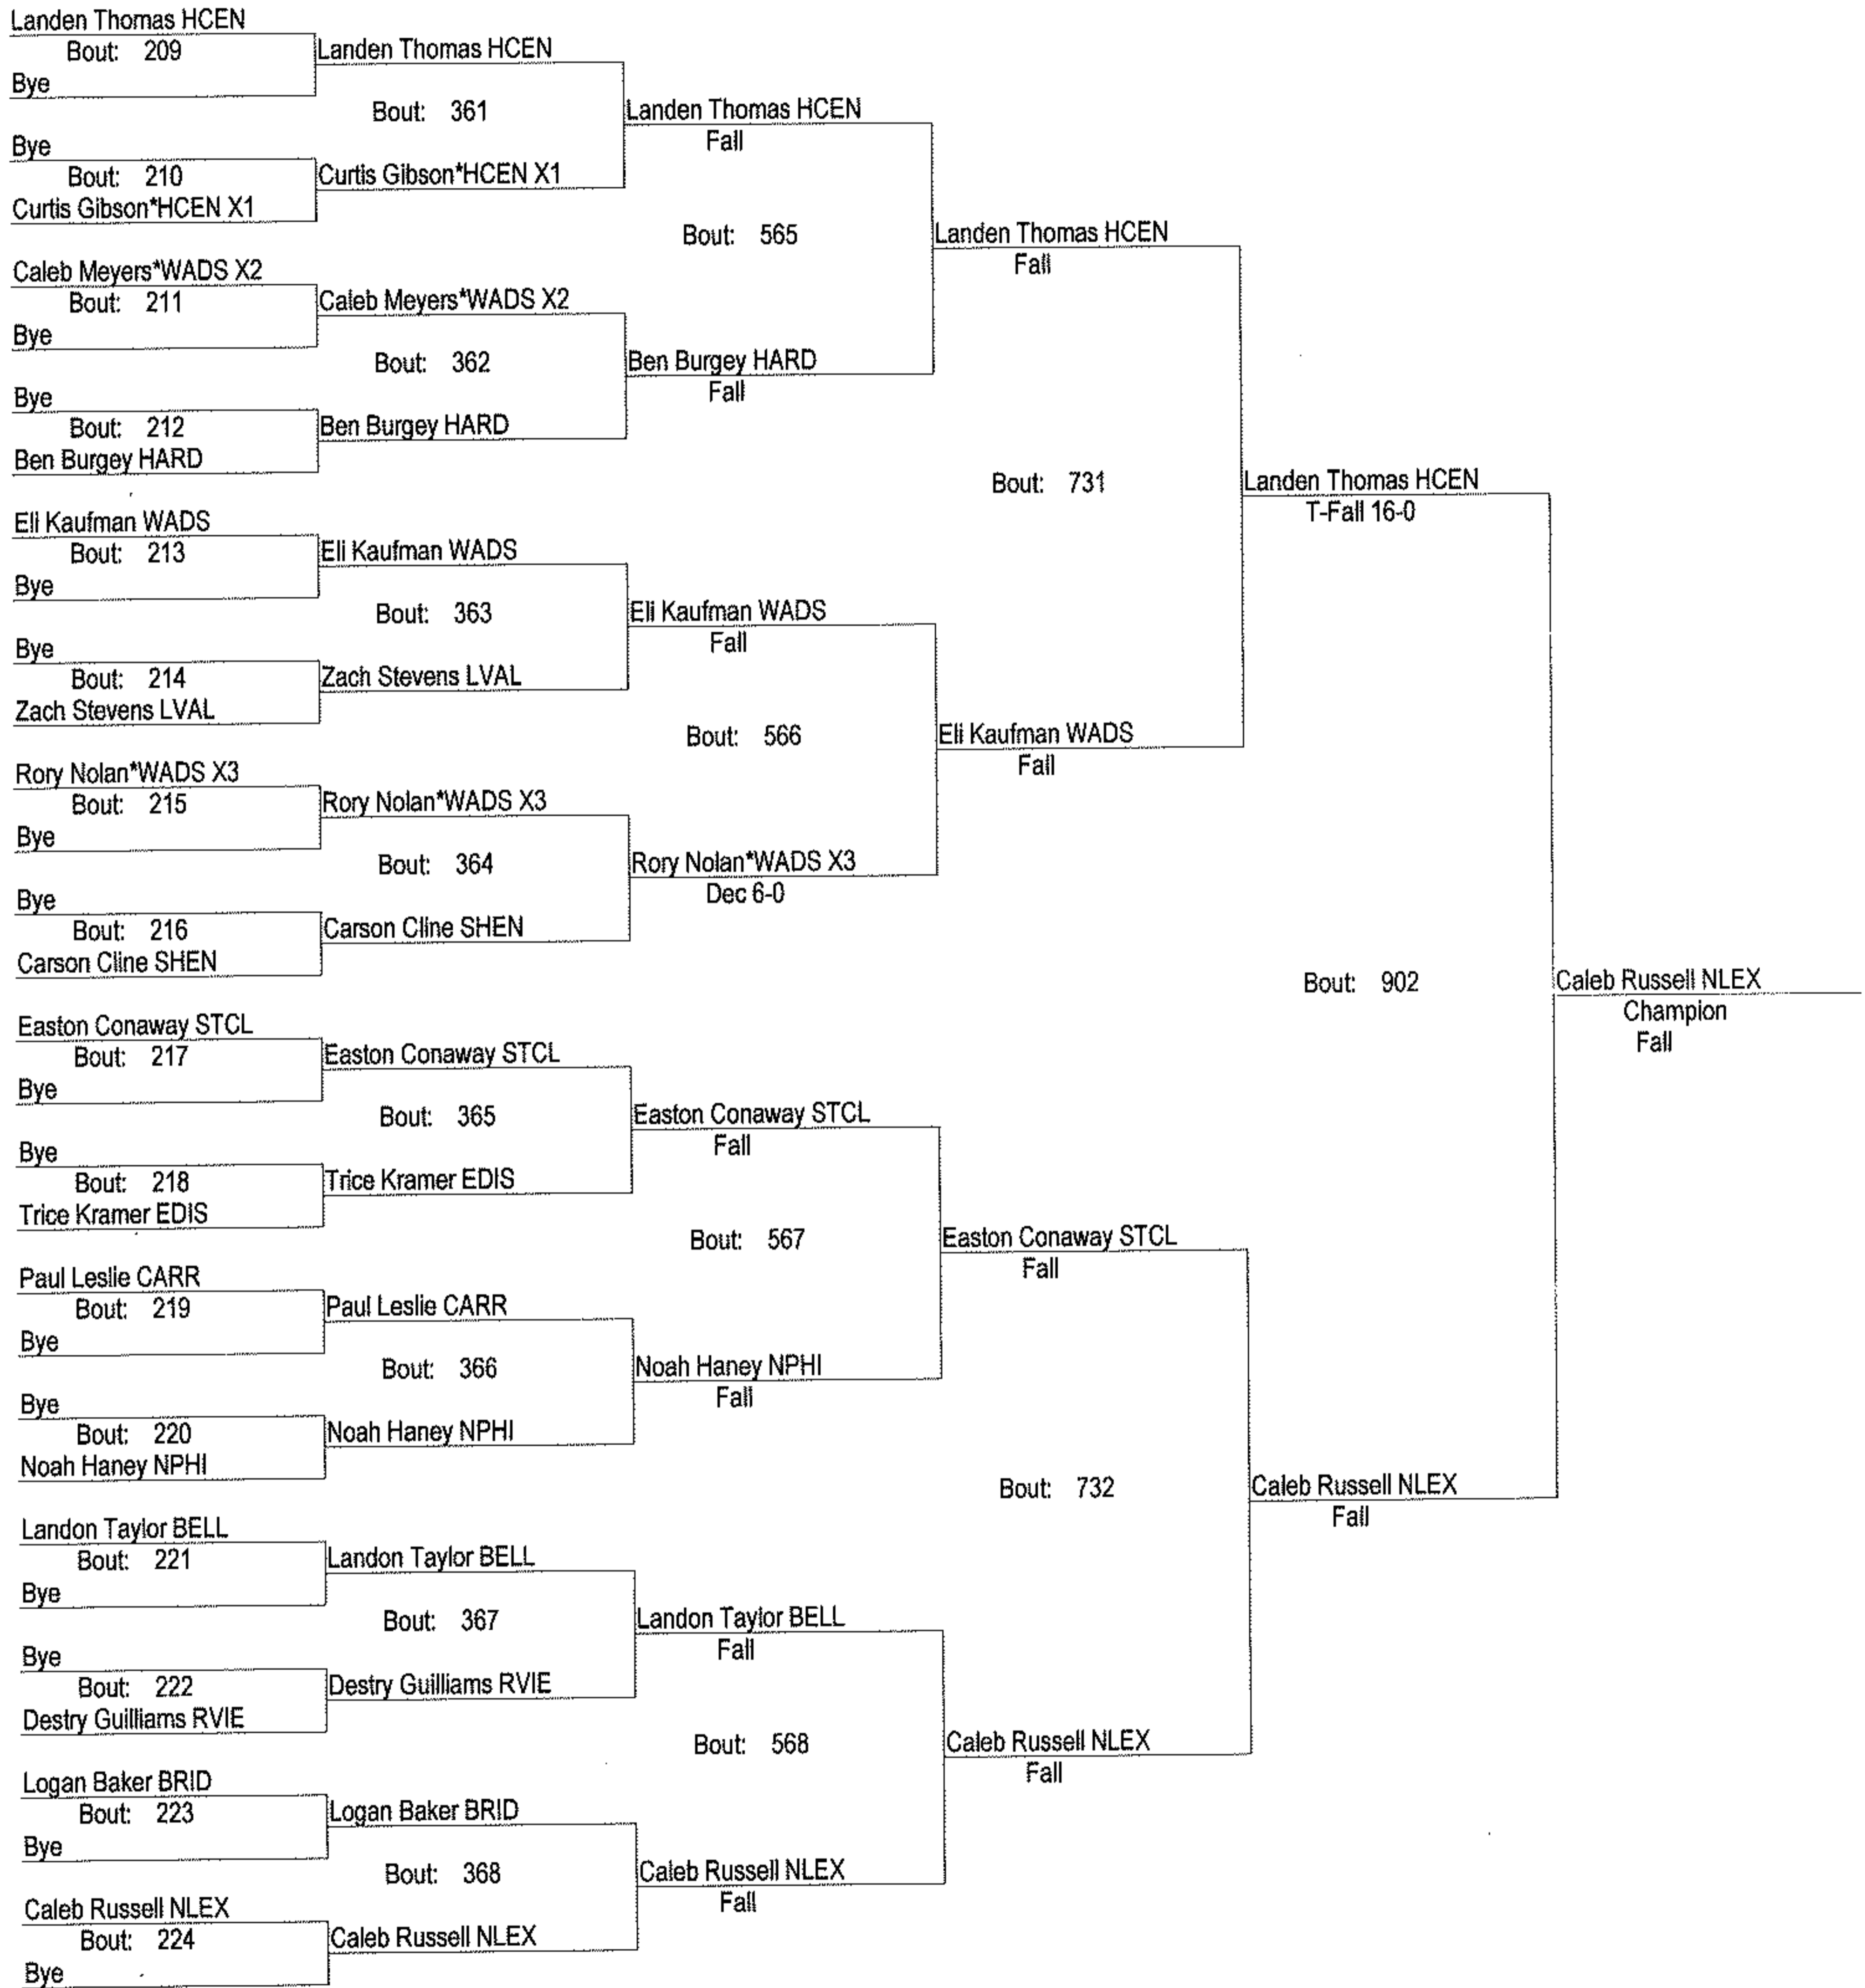 Landen Thomas HCEN
Bout: 209
Bye
Bye
Bout: 210
Curtis Gibson*HCEN X1
Caleb Meyers*WADS X2
Bout: 211
Bye
Bye
Bout: 212
Ben Burgey HARD
Eli Kaufman WADS
Bout: 213
Bye
Bye
Bout: 214
Zach Stevens LVAL
Rory Nolan*WADS X3
Bout: 215
Bye
Bye
Bout: 216
Carson Cline SHEN
Easton Conaway STCL
Bout: 217
Bye
Bye
Bout: 218
Trice Kramer EDIS
Paul Leslie CARR
Bout: 219
Bye
Bye
Bout: 220
Noah Haney NPHI
Landon Taylor BELL
Bout: 221
Bye
Bye
Bout: 222
Destry Guilliams RVIE
Logan Baker BRID
Bout: 223
Bye
Caleb Russell NLEX
Bout: 224
Bye
Landen Thomas HCEN
Bout: 361
Curtis Gibson*HCEN X1
Caleb Meyers*WADS X2
Bout: 362
Ben Burgey HARD
Eli Kaufman WADS
Bout: 363
Zach Stevens LVAL
Rory Nolan*WADS X3
Bout: 364
Carson Cline SHEN
Easton Conaway STCL
Bout: 365
Trice Kramer EDIS
Paul Leslie CARR
Bout: 366
Noah Haney NPHI
Landon Taylor BELL
Bout: 367
Destry Guilliams RVIE
Logan Baker BRID
Bout: 368
Caleb Russell NLEX
Landen Thomas HCEN
Fall
Bout: 565
Ben Burgey HARD
Fall
Eli Kaufman WADS
Fall
Bout: 566
Rory Nolan*WADS X3
Dec 6-0
Easton Conaway STCL
Fall
Bout: 567
Noah Haney NPHI
Fall
Landon Taylor BELL
Fall
Bout: 568
Caleb Russell NLEX
Fall
Landen Thomas HCEN
Fall
Bout: 731
Eli Kaufman WADS
Fall
Easton Conaway STCL
Fall
Bout: 732
Caleb Russell NLEX
Fall
Landen Thomas HCEN
T-Fall 16-0
Bout: 902
Caleb Russell NLEX
Fall
Caleb Russell NLEX
Champion
Fall